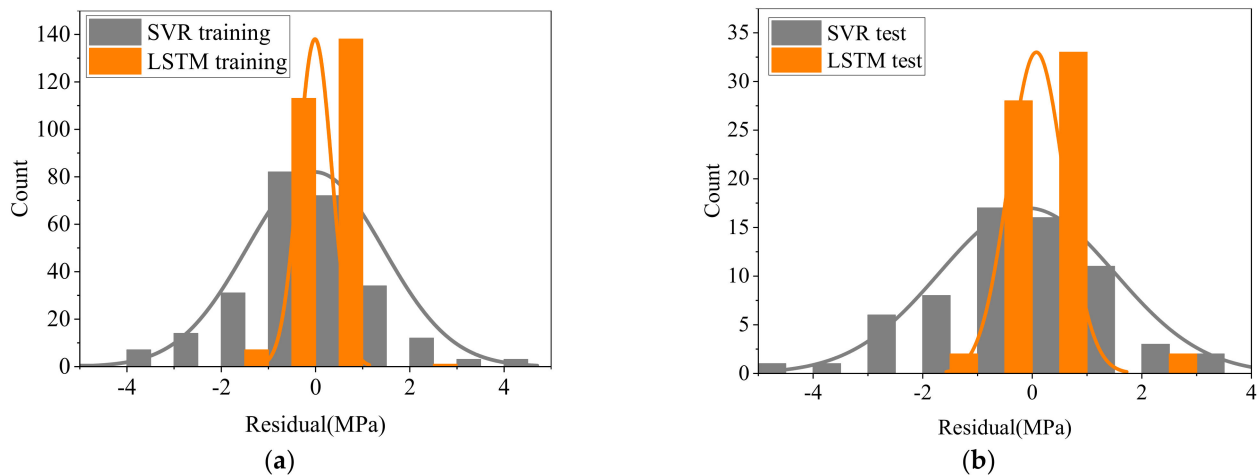 SVR training
LSTM training
Count
140
120
100
80
60
40
20
0
-4
-2
0
2
4
Residual(MPa)
(a)
SVR test
LSTM test
Count
35
30
25
20
15
10
5
0
-4
-2
0
2
4
Residual(MPa)
(b)